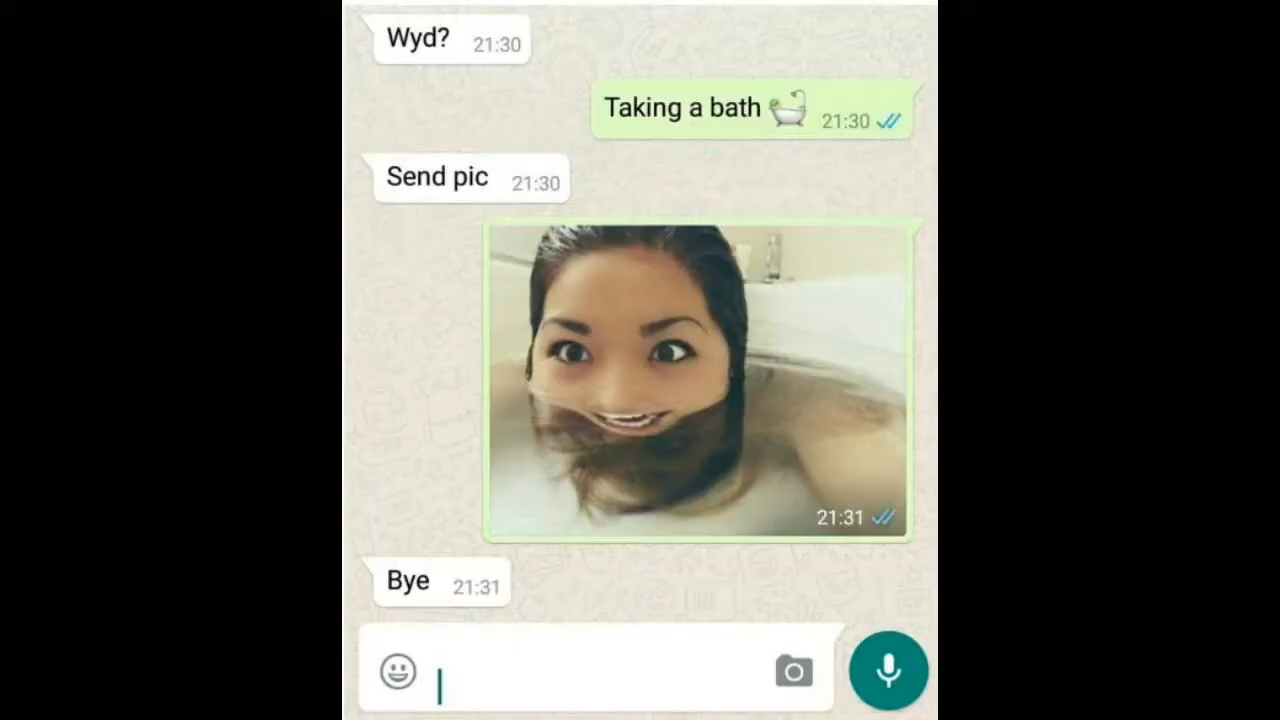 Wyd? 21:30
Taking a bath 🛁 21:30
Send pic 21:30
21:31
Bye 21:31